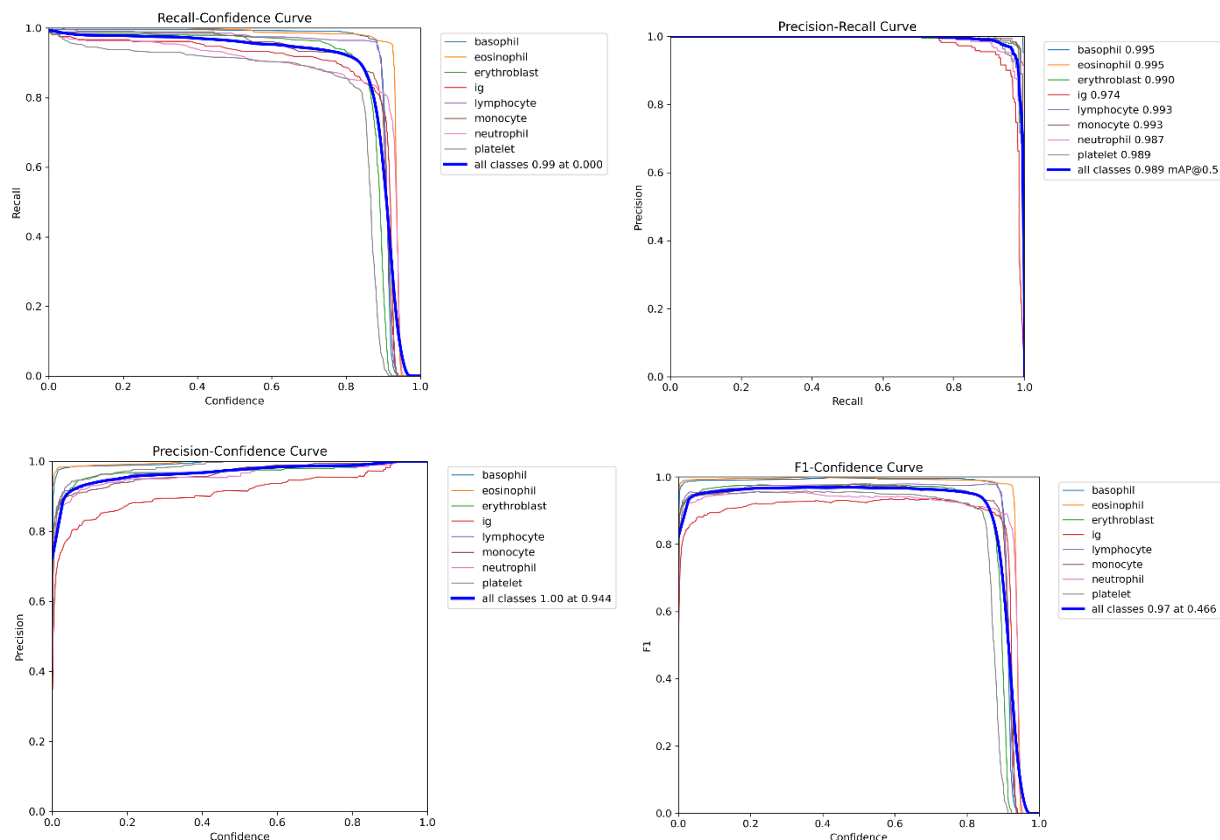 Recall-Confidence Curve
1.0
0.8
0.6
0.4
0.2
0.0
Recall
0.0 0.2 0.4 0.6 0.8 1.0
Confidence
basophil
eosinophil
erythroblast
ig
lymphocyte
monocyte
neutrophil
platelet
all classes 0.99 at 0.000
Precision-Recall Curve
1.0
0.8
0.6
0.4
0.2
0.0
Precision
0.0 0.2 0.4 0.6 0.8 1.0
Recall
basophil 0.995
eosinophil 0.995
erythroblast 0.990
ig 0.974
lymphocyte 0.993
monocyte 0.993
neutrophil 0.987
platelet 0.989
all classes 0.989 mAP@0.5
Precision-Confidence Curve
1.0
0.8
0.6
0.4
0.2
0.0
Precision
0.0 0.2 0.4 0.6 0.8 1.0
Confidence
basophil
eosinophil
erythroblast
ig
lymphocyte
monocyte
neutrophil
platelet
all classes 1.00 at 0.944
F1-Confidence Curve
1.0
0.8
0.6
0.4
0.2
0.0
F1
0.0 0.2 0.4 0.6 0.8 1.0
Confidence
basophil
eosinophil
erythroblast
ig
lymphocyte
monocyte
neutrophil
platelet
all classes 0.97 at 0.466